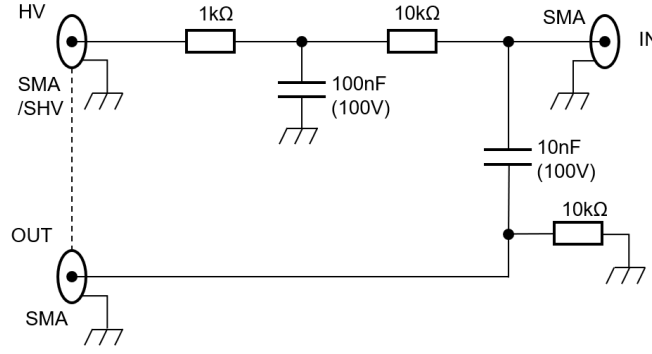 HV
1kΩ
10kΩ
SMA
IN
SMA
/SHV
100nF
(100V)
10nF
(100V)
10kΩ
OUT
SMA